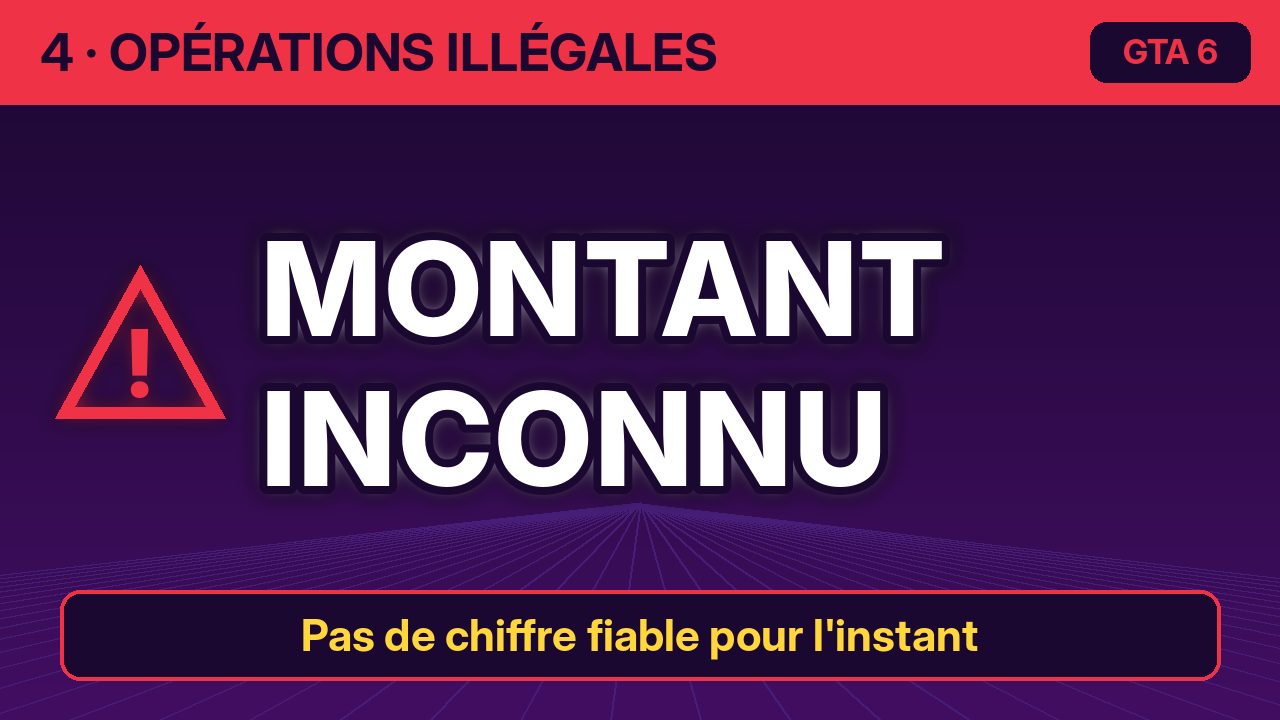 4 · OPÉRATIONS ILLÉGALES
GTA 6
MONTANT
INCONNU
Pas de chiffre fiable pour l'instant